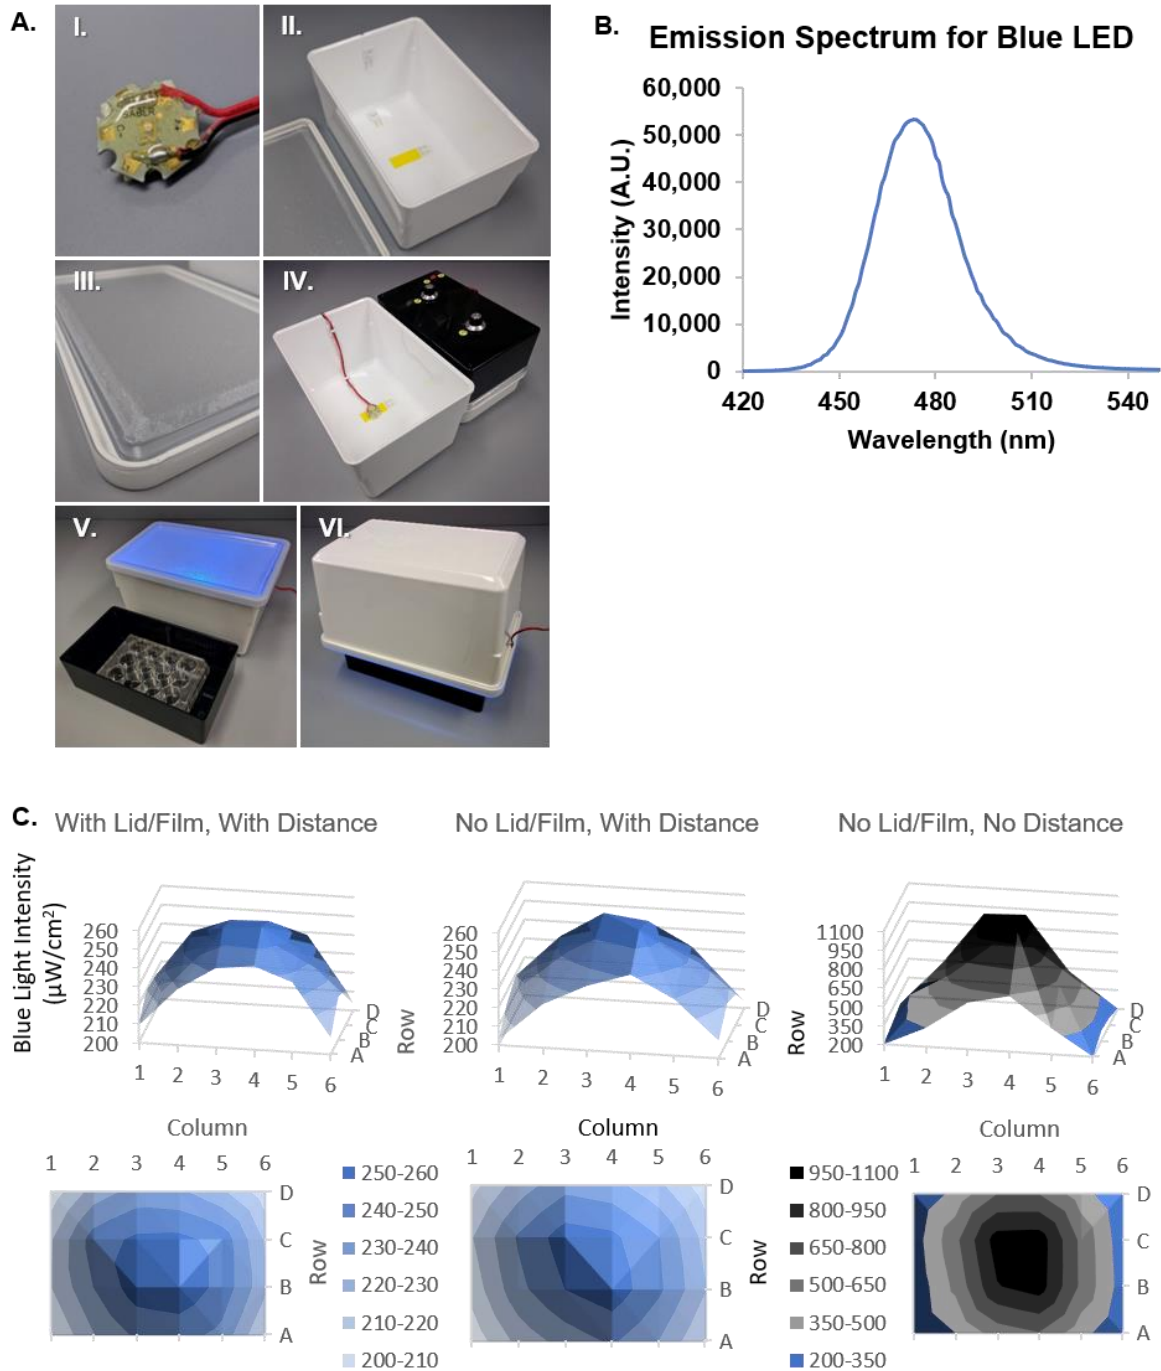 A.
I.
II.
III.
IV.
V.
VI.
B.
Emission Spectrum for Blue LED
60,000
50,000
40,000
30,000
20,000
10,000
0
Intensity (A.U.)
420 450 480 510 540
Wavelength (nm)
C.
With Lid/Film, With Distance
No Lid/Film, With Distance
No Lid/Film, No Distance
Blue Light Intensity
(µW/cm²)
260
250
240
230
220
210
200
1 2 3 4 5 6
D
C
B
A
Row
Column
260
250
240
230
220
210
200
1 2 3 4 5 6
D
C
B
A
Row
Column
1100
950
800
650
500
350
200
1 2 3 4 5 6
D
C
B
A
Column
1 2 3 4 5 6
D
C
B
A
Row
250-260
240-250
230-240
220-230
210-220
200-210
1 2 3 4 5 6
D
C
B
A
Row
950-1100
800-950
650-800
500-650
350-500
200-350
1 2 3 4 5 6
D
C
B
A